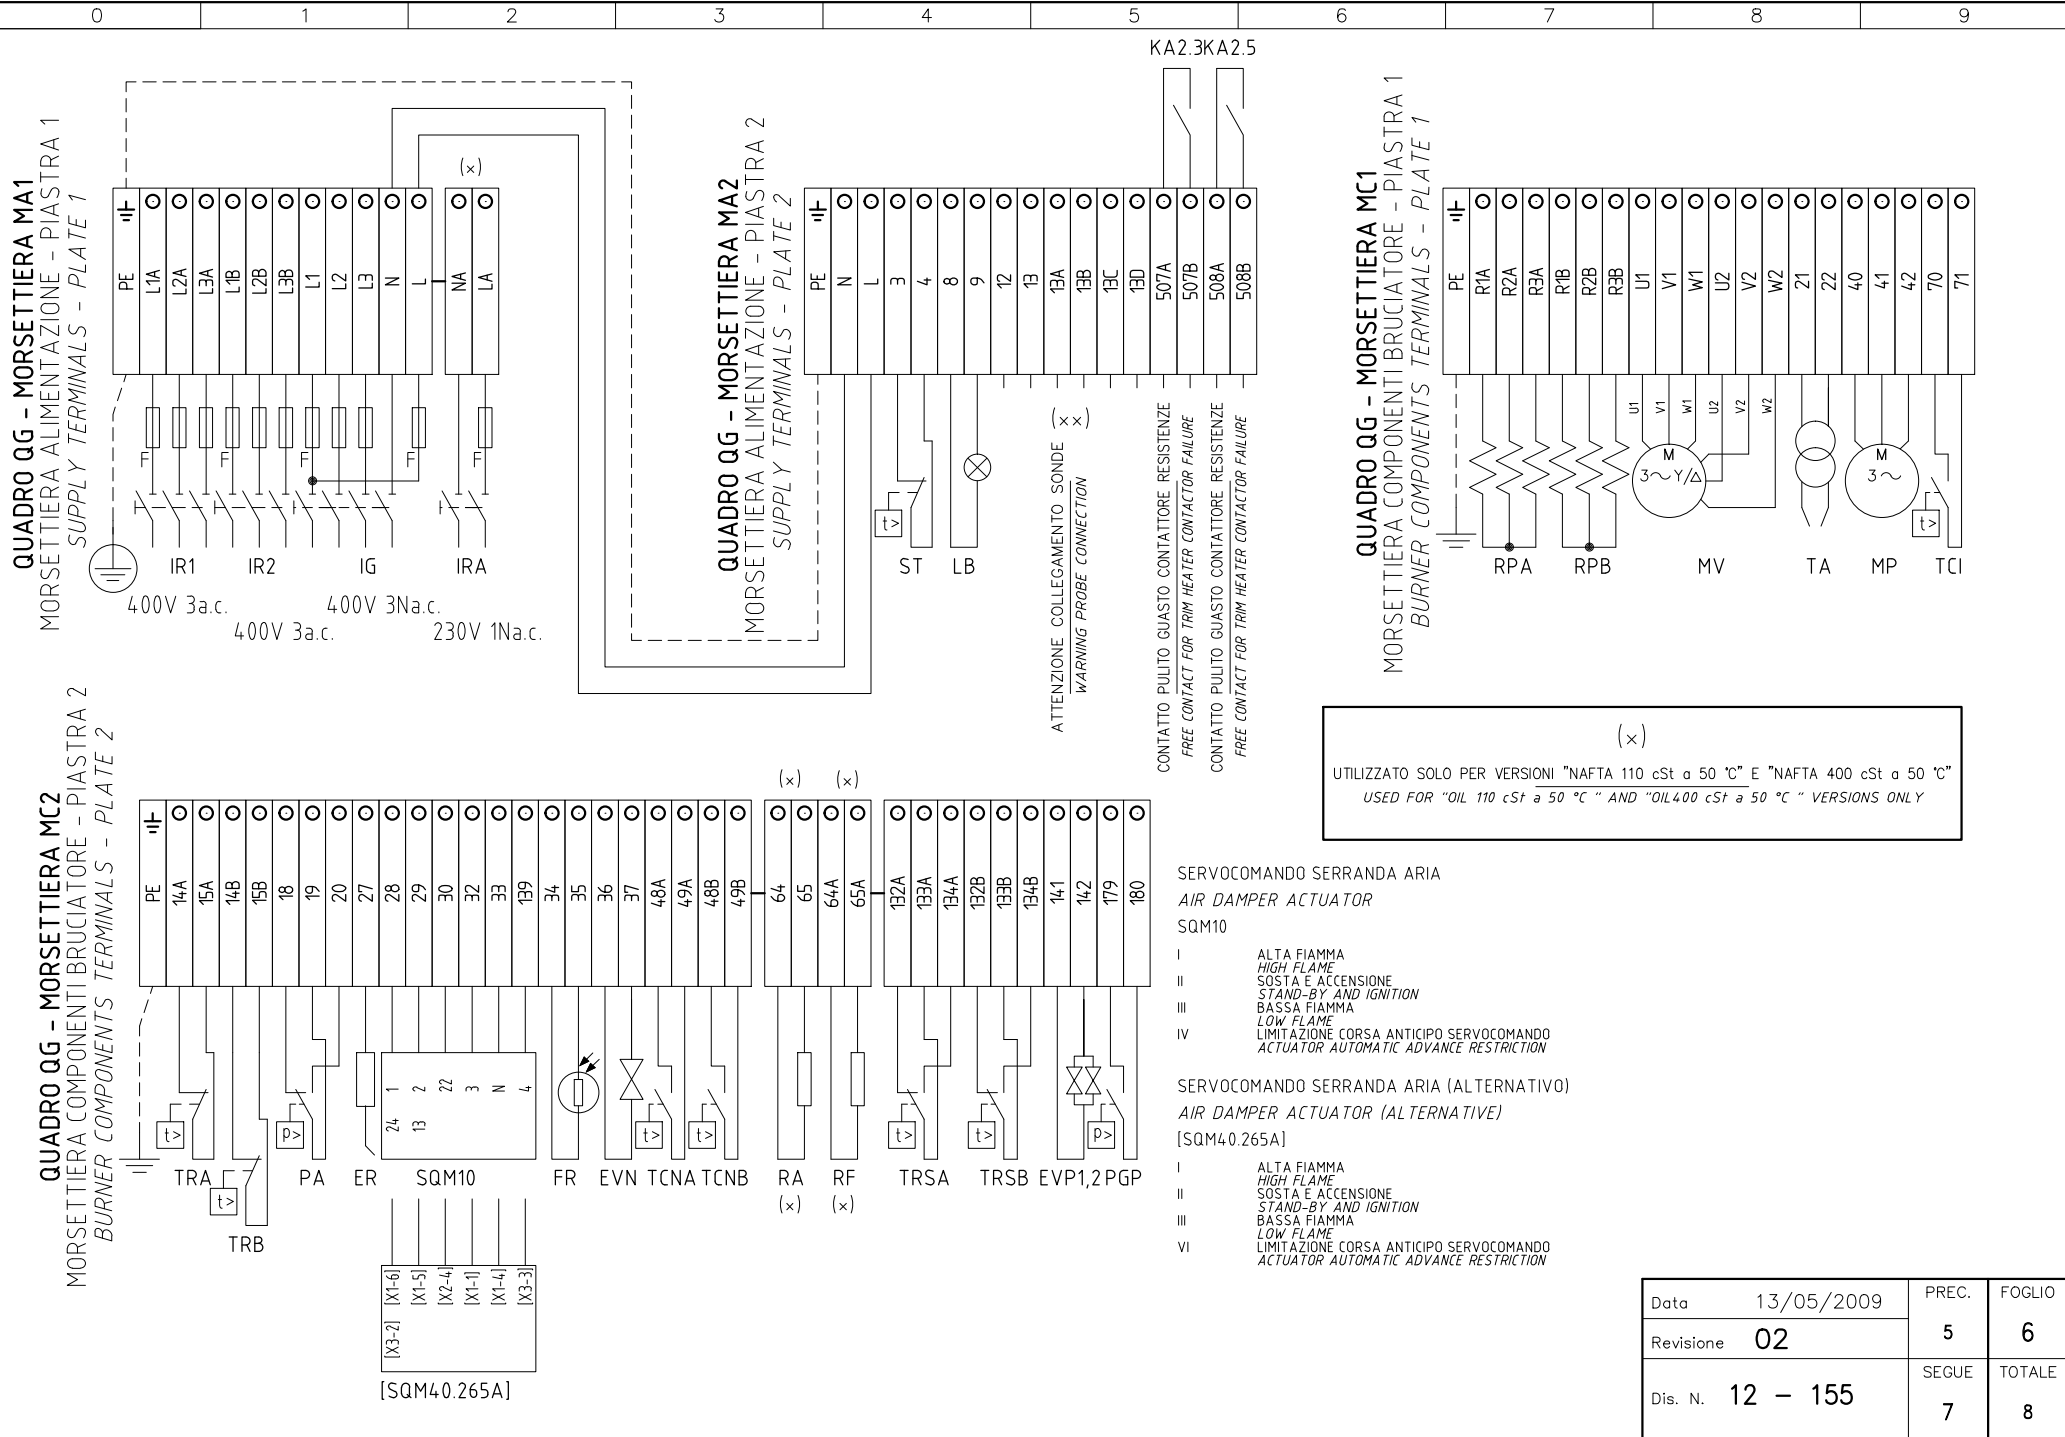 0 1 2 3 4 5 6 7 8 9
QUADRO QG - MORSETTIERA MA1
MORSETTIERA ALIMENTAZIONE - PIASTRA 1
SUPPLY TERMINALS - PLATE 1
(x)
PE L1A L2A L3A L1B L2B L3B L1 L2 L3 N L NA LA
F F F F F
IR1 IR2 IG IRA
400V 3a.c. 400V 3Na.c.
400V 3a.c. 230V 1Na.c.
QUADRO QG - MORSETTIERA MA2
MORSETTIERA ALIMENTAZIONE - PIASTRA 2
SUPPLY TERMINALS - PLATE 2
KA2.3 KA2.5
PE N L 3 4 8 9 12 13 13A 13B 13C 13D 507A 507B 508A 508B
t>
ST LB
(xx)
ATTENZIONE COLLEGAMENTO SONDE
WARNING PROBE CONNECTION
CONTATTO PULITO GUASTO CONTATTORE RESISTENZE
FREE CONTACT FOR TRIM HEATER CONTACTOR FAILURE
CONTATTO PULITO GUASTO CONTATTORE RESISTENZE
FREE CONTACT FOR TRIM HEATER CONTACTOR FAILURE
QUADRO QG - MORSETTIERA MC1
MORSETTIERA COMPONENTI BRUCIATORE - PIASTRA 1
BURNER COMPONENTS TERMINALS - PLATE 1
PE R1A R2A R3A R1B R2B R3B U1 V1 W1 U2 V2 W2 21 22 40 41 42 70 71
U1 V1 W1 U2 V2 W2
M
3~Y/Δ
M
3~
t>
RPA RPB MV TA MP TCI
(x)
UTILIZZATO SOLO PER VERSIONI "NAFTA 110 cSt a 50 °C" E "NAFTA 400 cSt a 50 °C"
USED FOR "OIL 110 cSt a 50 °C " AND "OIL400 cSt a 50 °C " VERSIONS ONLY
QUADRO QG - MORSETTIERA MC2
MORSETTIERA COMPONENTI BRUCIATORE - PIASTRA 2
BURNER COMPONENTS TERMINALS - PLATE 2
(x) (x)
PE 14A 15A 14B 15B 18 19 20 27 28 29 30 32 33 139 34 35 36 37 48A 49A 48B 49B 64 65 64A 65A 132A 133A 134A 132B 133B 134B 141 142 179 180
1 2 22 3 N 4
24 13
t> p> t> t> t> t> p>
TRA PA ER SQM10 FR EVN TCNA TCNB RA RF TRSA TRSB EVP1,2 PGP
t>
(x) (x)
TRB
[X1-6] [X1-5] [X2-4] [X1-1] [X1-4] [X3-3]
[X3-2]
[SQM40.265A]
SERVOCOMANDO SERRANDA ARIA
AIR DAMPER ACTUATOR
SQM10
I ALTA FIAMMA
HIGH FLAME
II SOSTA E ACCENSIONE
STAND-BY AND IGNITION
III BASSA FIAMMA
LOW FLAME
IV LIMITAZIONE CORSA ANTICIPO SERVOCOMANDO
ACTUATOR AUTOMATIC ADVANCE RESTRICTION
SERVOCOMANDO SERRANDA ARIA (ALTERNATIVO)
AIR DAMPER ACTUATOR (ALTERNATIVE)
[SQM40.265A]
I ALTA FIAMMA
HIGH FLAME
II SOSTA E ACCENSIONE
STAND-BY AND IGNITION
III BASSA FIAMMA
LOW FLAME
VI LIMITAZIONE CORSA ANTICIPO SERVOCOMANDO
ACTUATOR AUTOMATIC ADVANCE RESTRICTION
Data 13/05/2009
Revisione 02
Dis. N. 12 - 155
PREC. FOGLIO
5 6
SEGUE TOTALE
7 8